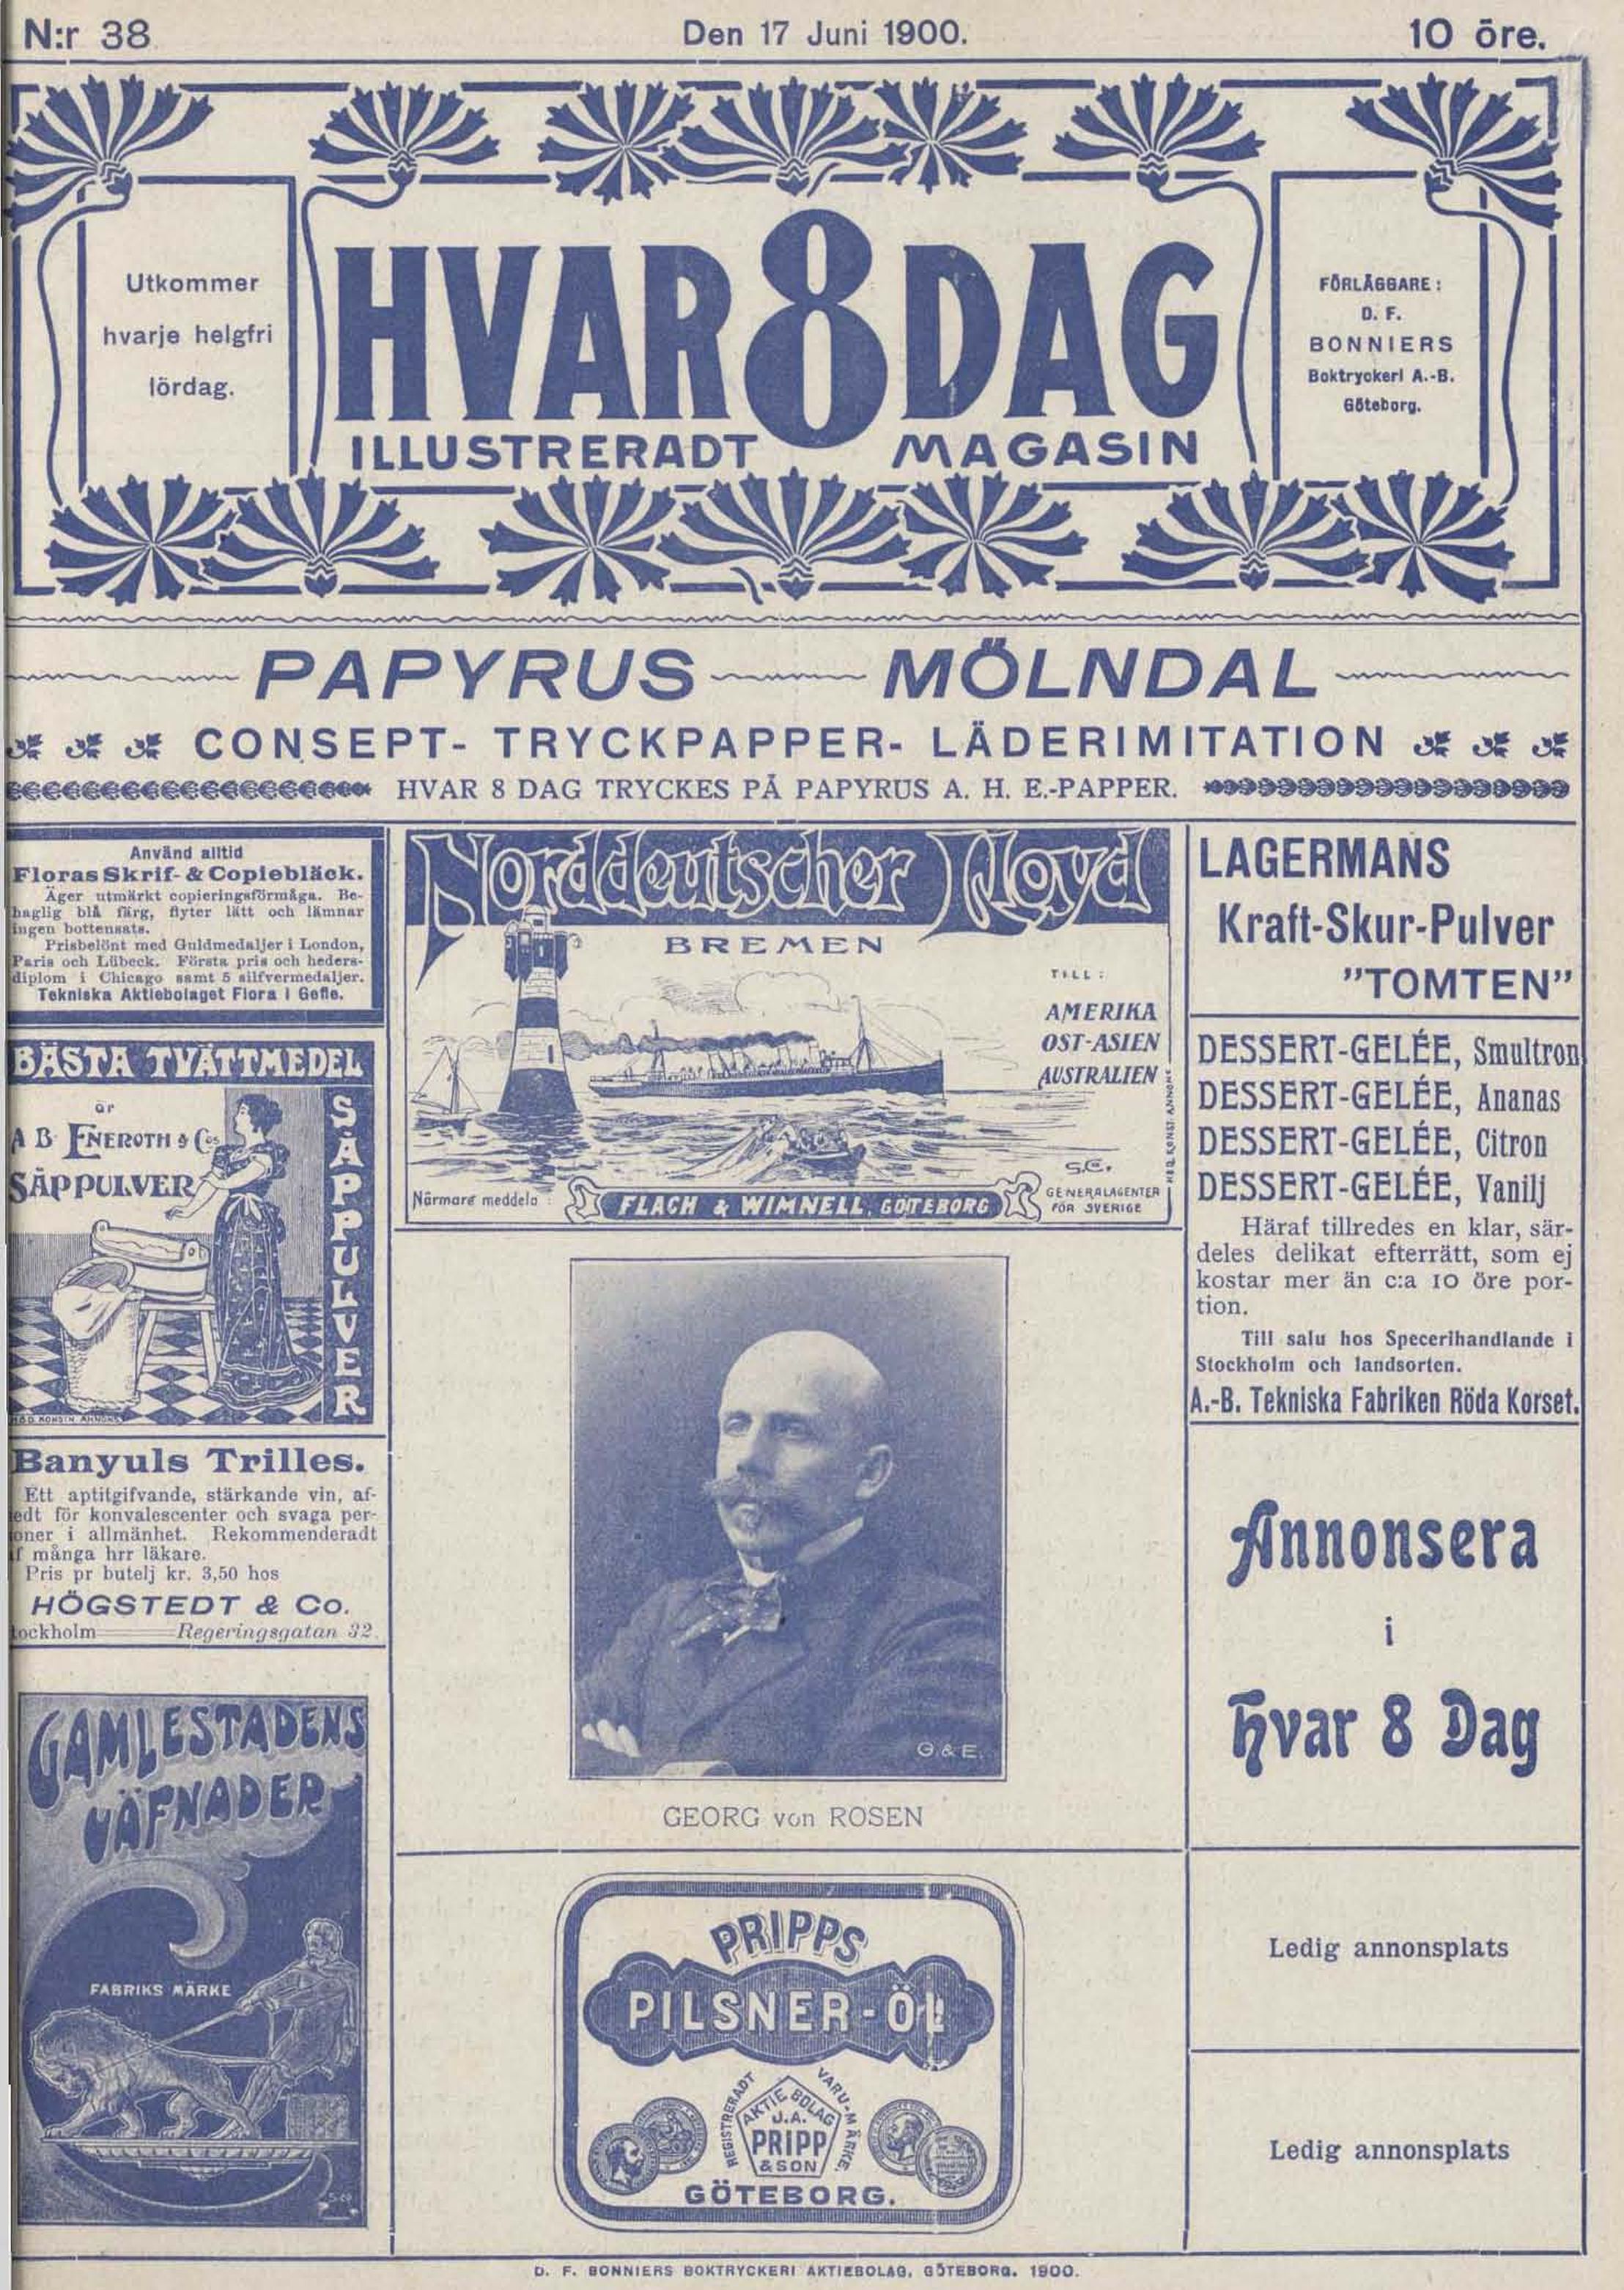 N:r 38
Den 17 Juni 1900.
10 öre.
Utkommer
hvarje helgfri
lördag.
HVAR 8 DAG
ILLUSTRERADT MAGASIN
FÖRLÄGGARE:
D. F.
BONNIERS
Boktryckeri A.-B.
Göteborg.
PAPYRUS MÖLNDAL
CONSEPT- TRYCKPAPPER- LÄDERIMITATION
HVAR 8 DAG TRYCKES PÅ PAPYRUS A. H. E.-PAPPER.
Använd alltid
Floras Skrif- & Copiebläck.
Äger utmärkt copieringsförmåga. Be-
haglig blå färg, flyter lätt och lämnar
ingen bottensats.
Prisbelönt med Guldmedaljer i London,
Paris och Lübeck. Första pris och heders-
diplom i Chicago samt 5 silfvermedaljer.
Tekniska Aktiebolaget Flora i Gefle.
BÄSTA TVÄTTMEDEL
är
A B ENEROTH & Cos
SÅPPULVER
SÅPPULVER
Banyuls Trilles.
Ett aptitgifvande, stärkande vin, af-
edt för konvalescenter och svaga per-
oner i allmänhet. Rekommenderadt
f många hrr läkare.
Pris pr butelj kr. 3,50 hos
HÖGSTEDT & Co.
tockholm Regeringsgatan 32.
GAMLESTADENS
VÄFNADER
FABRIKS MÄRKE
Norddeutscher Lloyd
BREMEN
TILL:
AMERIKA
OST-ASIEN
AUSTRALIEN
S.C.
Närmare meddela:
FLACH & WIMNELL, GÖTEBORG
GENERALAGENTER
FÖR SVERIGE
G. & E.
GEORG von ROSEN
PRIPPS
PILSNER-ÖL
REGISTRERADT VARU-MÄRKE.
AKTIE BOLAG
J.A.
PRIPP
& SON
GÖTEBORG.
LAGERMANS
Kraft-Skur-Pulver
"TOMTEN"
DESSERT-GELÉE, Smultron
DESSERT-GELÉE, Ananas
DESSERT-GELÉE, Citron
DESSERT-GELÉE, Vanilj
Häraf tillredes en klar, sär-
deles delikat efterrätt, som ej
kostar mer än c:a 10 öre por-
tion.
Till salu hos Specerihandlande i
Stockholm och landsorten.
A.-B. Tekniska Fabriken Röda Korset.
Annonsera
i
Hvar 8 Dag
Ledig annonsplats
Ledig annonsplats
D. F. BONNIERS BOKTRYCKERI AKTIEBOLAG, GÖTEBORG. 1900.